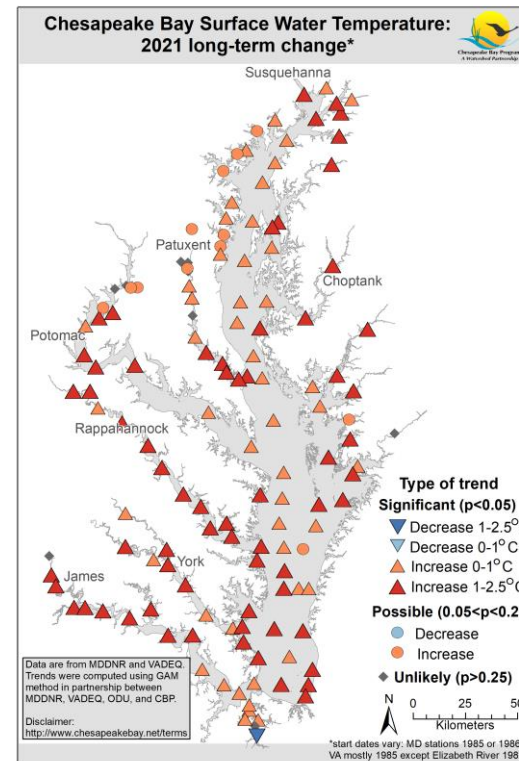 Chesapeake Bay Surface Water Temperature:
2021 long-term change*
Chesapeake Bay Program
A Watershed Partnership
Susquehanna
Patuxent
Choptank
Potomac
Rappahannock
York
James
Type of trend
Significant (p<0.05)
Decrease 1-2.5°
Decrease 0-1°C
Increase 0-1°C
Increase 1-2.5°C
Possible (0.05<p<0.2
Decrease
Increase
Unlikely (p>0.25)
N
0 25 50
Kilometers
Data are from MDDNR and VADEQ.
Trends were computed using GAM
method in partnership between
MDDNR, VADEQ, ODU, and CBP.
Disclaimer:
http://www.chesapeakebay.net/terms
*start dates vary: MD stations 1985 or 1986
VA mostly 1985 except Elizabeth River 198